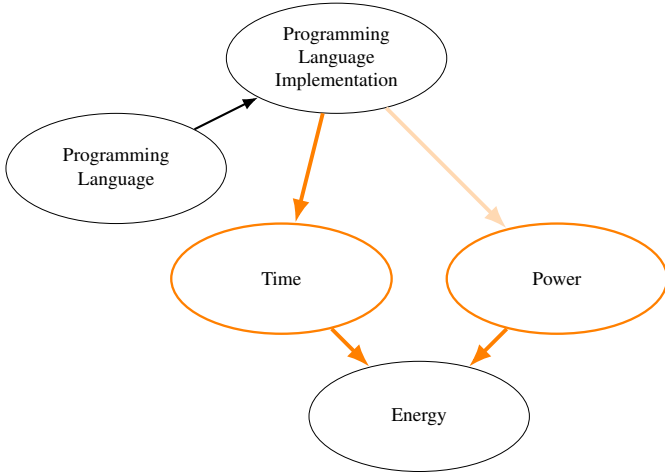 Programming
Language
Implementation
Programming
Language
Time
Power
Energy